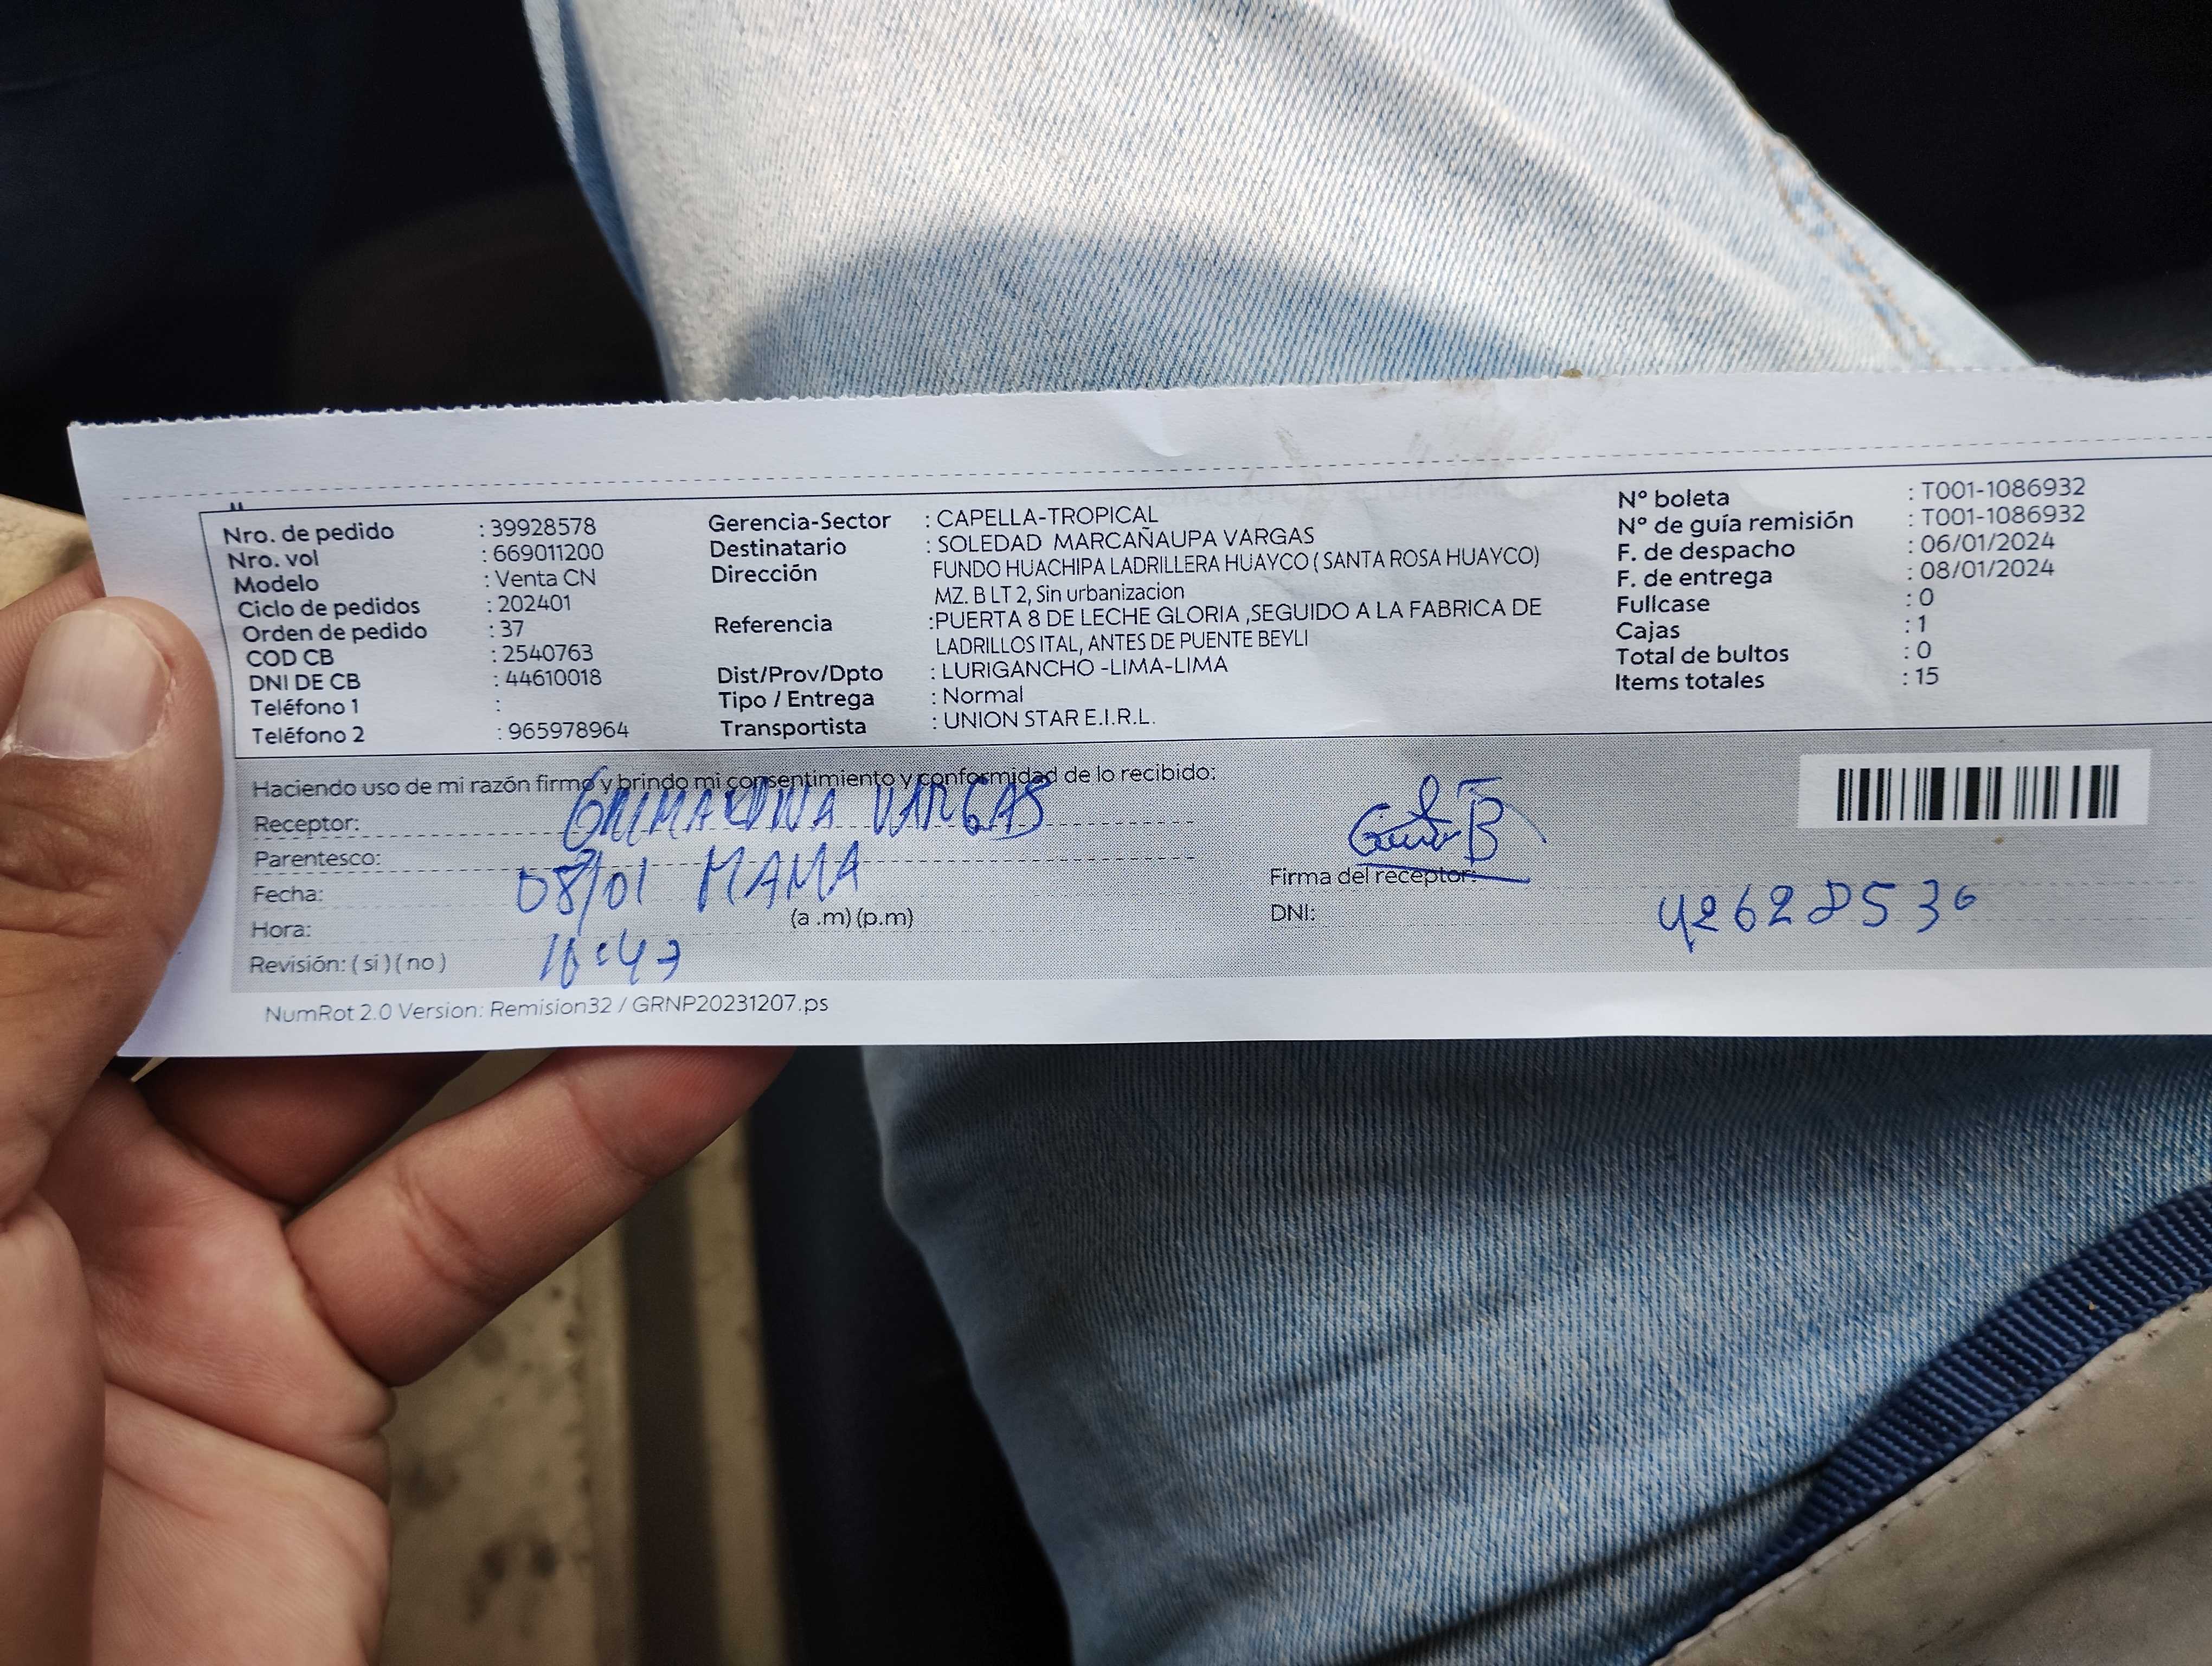 Nro. de pedido : 39928578
Nro. vol : 669011200
Modelo : Venta CN
Ciclo de pedidos : 202401
Orden de pedido : 37
COD CB : 2540763
DNI DE CB : 44610018
Teléfono 1 :
Teléfono 2 : 965978964
Gerencia-Sector : CAPELLA-TROPICAL
Destinatario : SOLEDAD MARCAÑAUPA VARGAS
Dirección FUNDO HUACHIPA LADRILLERA HUAYCO ( SANTA ROSA HUAYCO)
MZ. B LT 2, Sin urbanizacion
Referencia :PUERTA 8 DE LECHE GLORIA ,SEGUIDO A LA FABRICA DE
LADRILLOS ITAL, ANTES DE PUENTE BEYLI
Dist/Prov/Dpto : LURIGANCHO -LIMA-LIMA
Tipo / Entrega : Normal
Transportista : UNION STAR E.I.R.L.
Nº boleta : T001-1086932
Nº de guía remisión : T001-1086932
F. de despacho : 06/01/2024
F. de entrega : 08/01/2024
Fullcase : 0
Cajas : 1
Total de bultos : 0
Items totales : 15
Haciendo uso de mi razón firmo y brindo mi consentimiento y conformidad de lo recibido:
Receptor: VARGAS
Parentesco: MAMA
Fecha: 08/01
Hora: (a .m) (p.m)
Revisión: ( si ) ( no )
Firma del receptor:
DNI:
NumRot 2.0 Version: Remision32 / GRNP20231207.ps